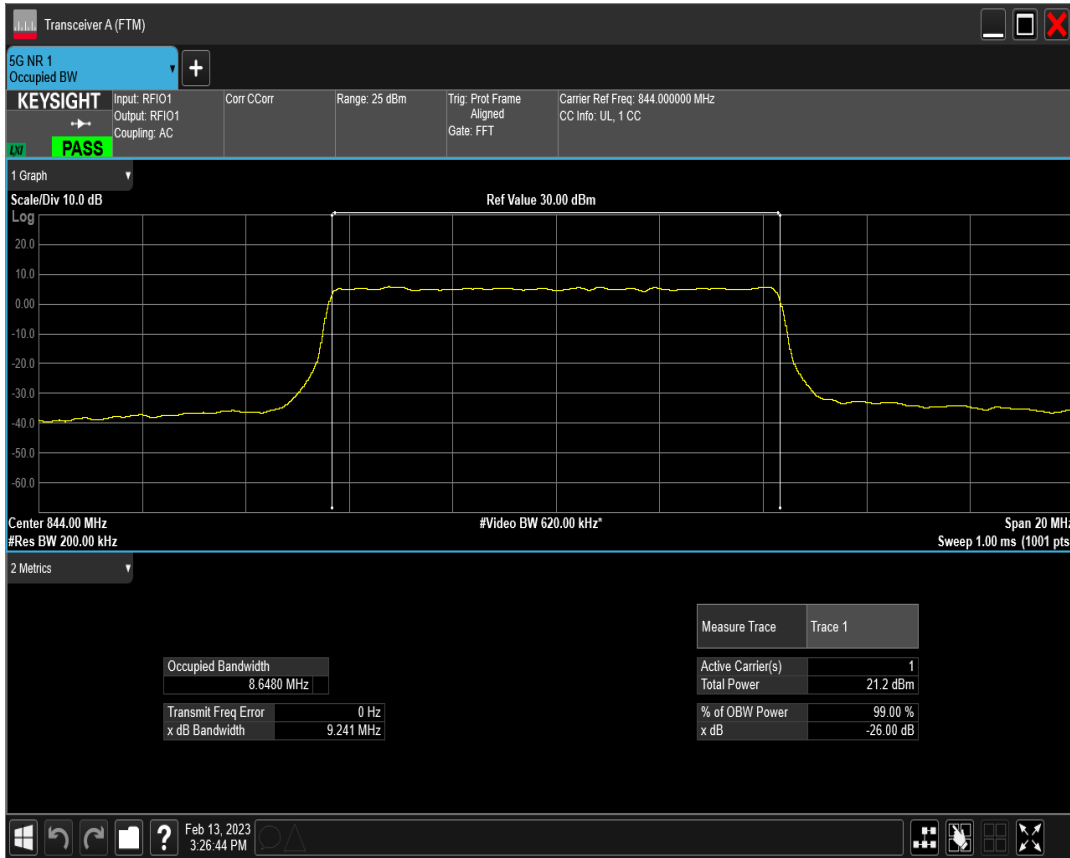 Transceiver A (FTM)
5G NR 1
Occupied BW
+
KEYSIGHT
LXI
PASS
Input: RFIO1
Output: RFIO1
Coupling: AC
Corr CCorr
Range: 25 dBm
Trig: Prot Frame
Aligned
Gate: FFT
Carrier Ref Freq: 844.000000 MHz
CC Info: UL, 1 CC
1 Graph
Scale/Div 10.0 dB
Ref Value 30.00 dBm
Log
20.0
10.0
0.00
-10.0
-20.0
-30.0
-40.0
-50.0
-60.0
Center 844.00 MHz
#Video BW 620.00 kHz*
Span 20 MHz
#Res BW 200.00 kHz
Sweep 1.00 ms (1001 pts
2 Metrics
Measure Trace Trace 1
Occupied Bandwidth
8.6480 MHz
Active Carrier(s) 1
Total Power 21.2 dBm
Transmit Freq Error 0 Hz
x dB Bandwidth 9.241 MHz
% of OBW Power 99.00 %
x dB -26.00 dB
?
Feb 13, 2023
3:26:44 PM